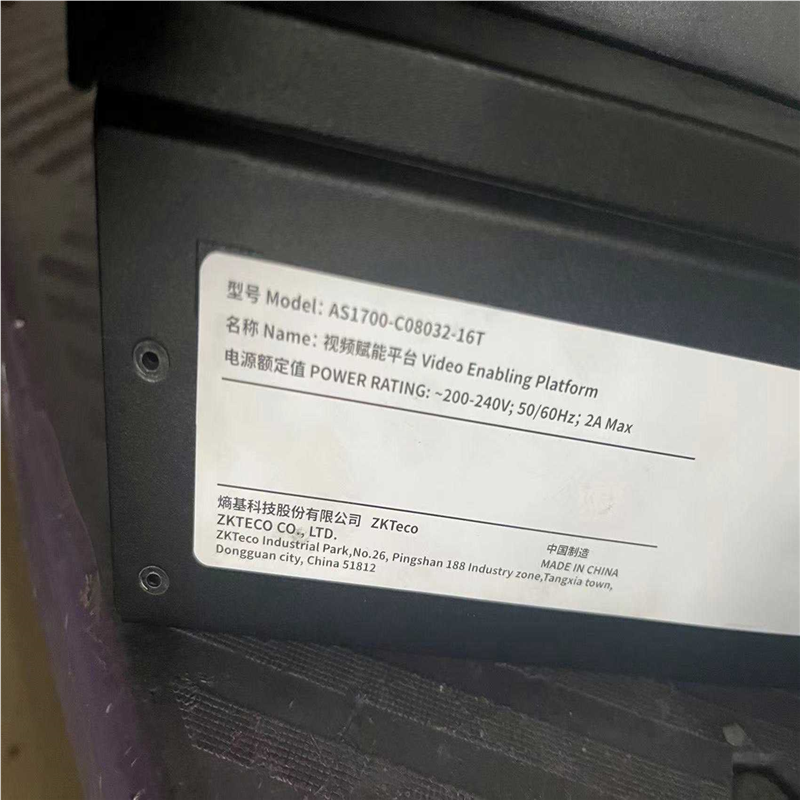 型号 Model: AS1700-C08032-16T
名称 Name: 视频赋能平台 Video Enabling Platform
电源额定值 POWER RATING: ~200-240V; 50/60Hz; 2A Max
熵基科技股份有限公司 ZKTeco
ZKTECO CO., LTD.
ZKTeco Industrial Park,No.26, Pingshan 188 Industry zone,Tangxia town,
Dongguan city, China 51812
中国制造
MADE IN CHINA